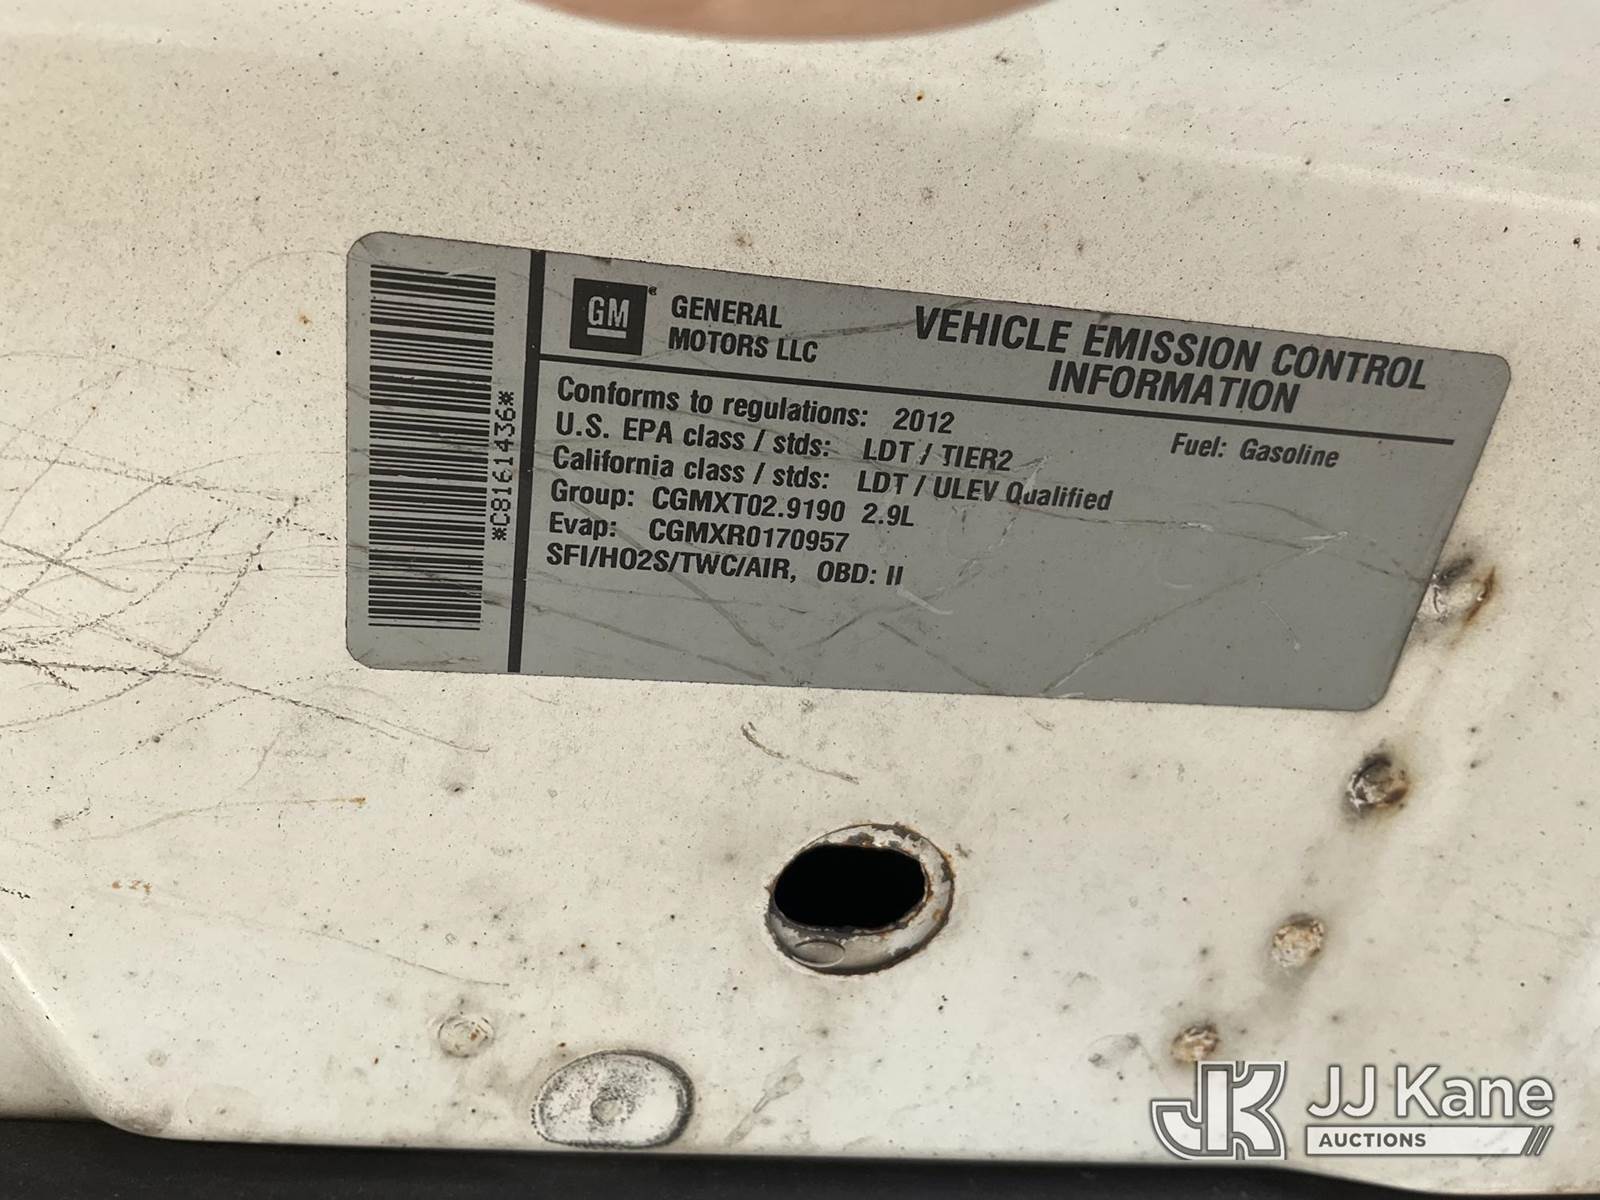 *C8161436*
GM
GENERAL
MOTORS LLC
VEHICLE EMISSION CONTROL
INFORMATION
Conforms to regulations: 2012
Fuel: Gasoline
U.S. EPA class / stds: LDT / TIER2
California class / stds: LDT / ULEV Qualified
Group: CGMXT02.9190 2.9L
Evap: CGMXR0170957
SFI/HO2S/TWC/AIR, OBD: II
JK JJ Kane
AUCTIONS